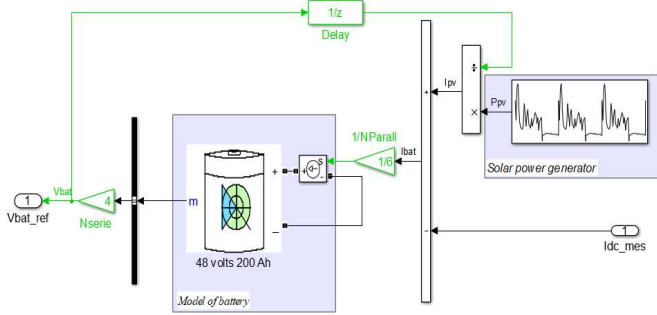 1/z
Delay
Ipv
÷
×
Ppv
Solar power generator
+
1/NParall
1/6
Ibat
S
+
-
+
m
_
48 volts 200 Ah
Model of battery
Vbat
4
Nserie
1
Vbat_ref
−
1
Idc_mes